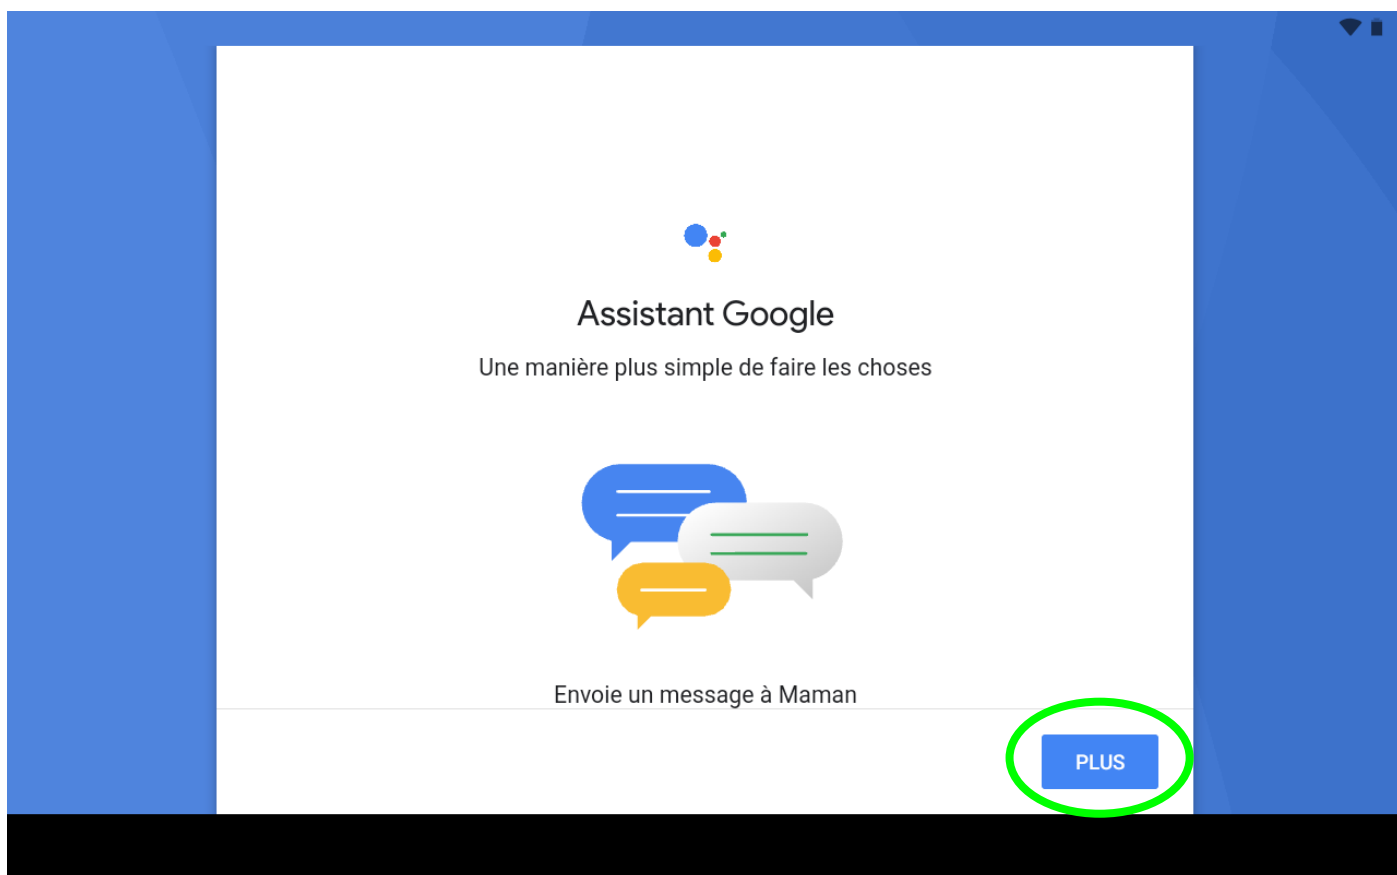 Assistant Google
Une manière plus simple de faire les choses
Envoie un message à Maman
PLUS